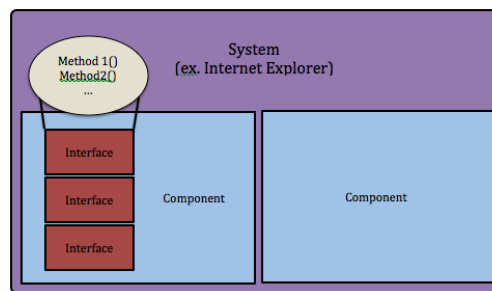 Method 1()
Method2()
...
System
(ex. Internet Explorer)
Interface
Interface
Interface
Component
Component